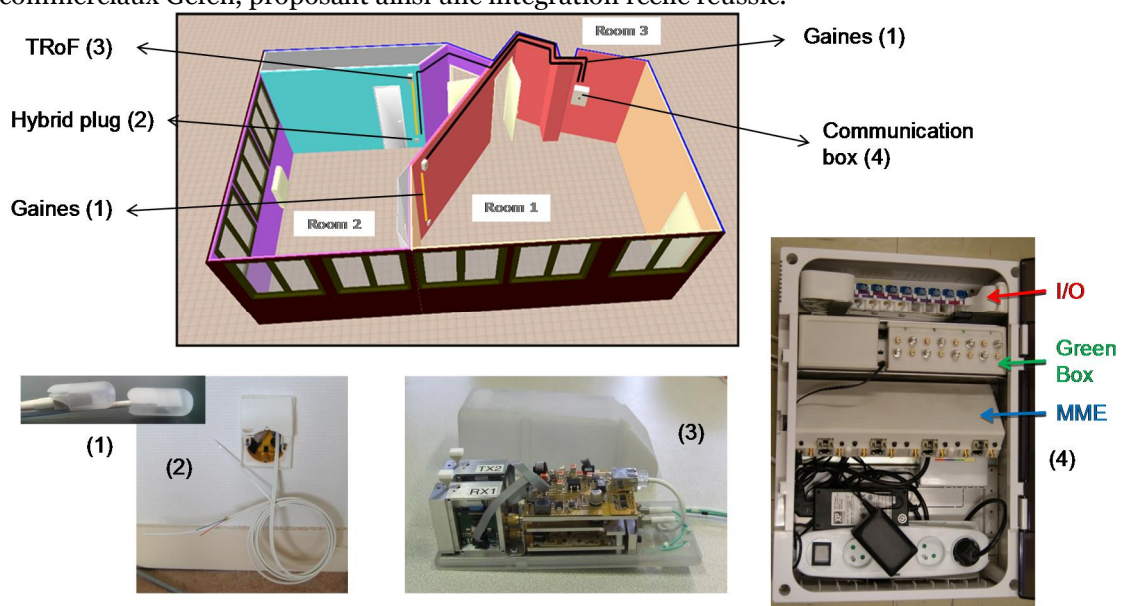 commerciaux Gefen, proposant ainsi une intégration réelle réussie.
TRoF (3)
Room 3
Gaines (1)
Hybrid plug (2)
Communication
box (4)
Gaines (1)
Room 2
Room 1
I/O
Green
Box
MME
(1)
(2)
(3)
TX2
RX1
(4)